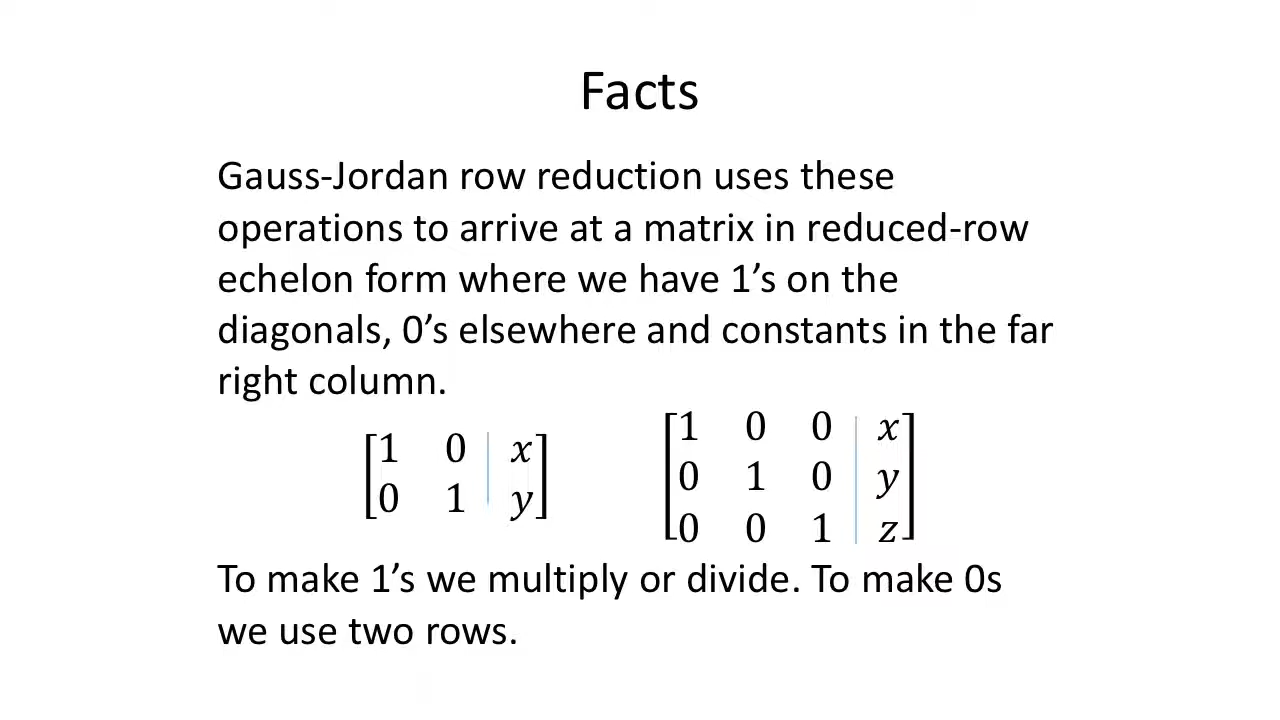 Facts
Gauss-Jordan row reduction uses these
operations to arrive at a matrix in reduced-row
echelon form where we have 1’s on the
diagonals, 0’s elsewhere and constants in the far
right column.
[1 0 | x]
[0 1 | y]
[1 0 0 | x]
[0 1 0 | y]
[0 0 1 | z]
To make 1’s we multiply or divide. To make 0s
we use two rows.